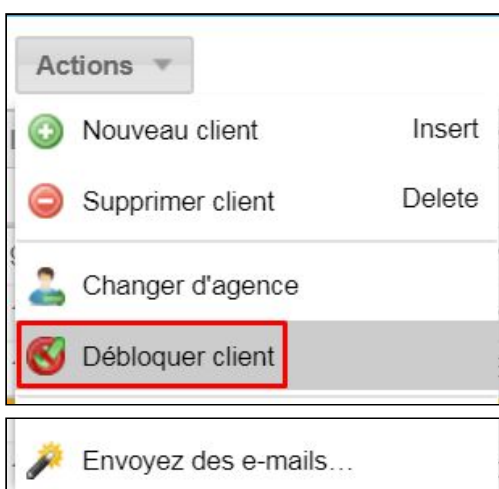 Actions
Nouveau client Insert
Supprimer client Delete
Changer d'agence
Débloquer client
Envoyez des e-mails...